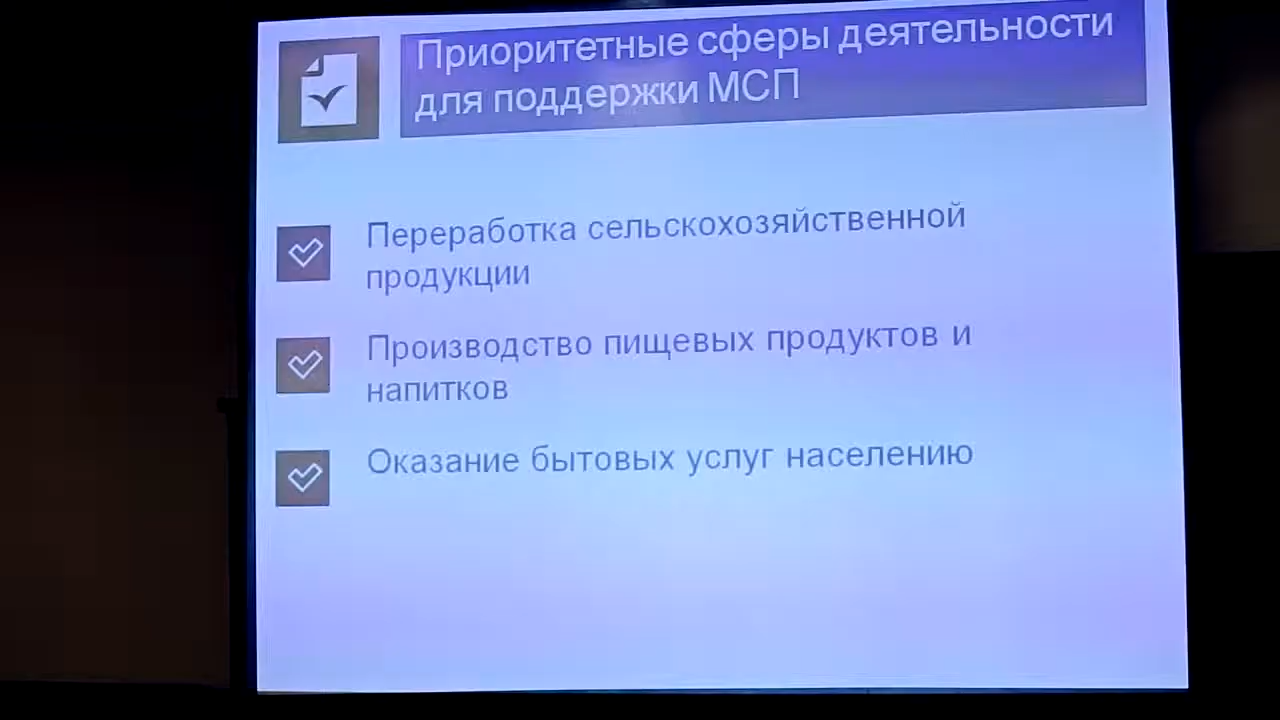 Приоритетные сферы деятельности
для поддержки МСП
Переработка сельскохозяйственной
продукции
Производство пищевых продуктов и
напитков
Оказание бытовых услуг населению